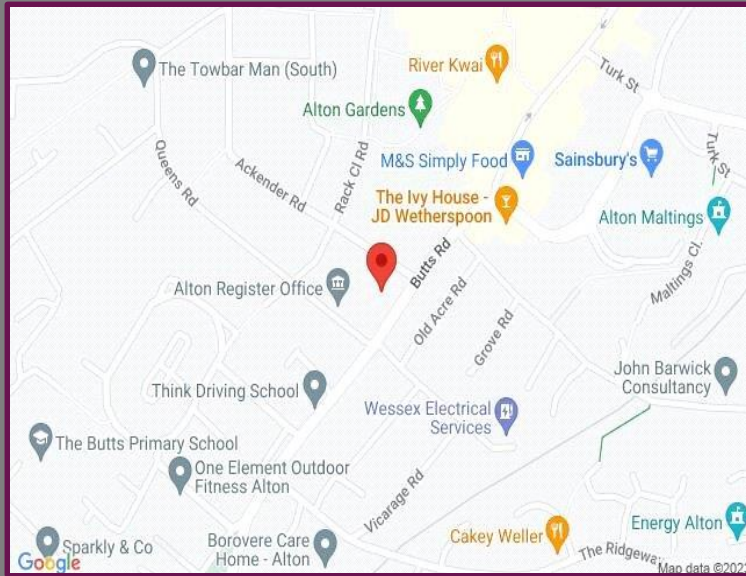 River Kwai
The Towbar Man (South)
Turk St
Alton Gardens
Rack Cl Rd
Queens Rd
Ackender Rd
M&S Simply Food
Sainsbury's
Turk St
The Ivy House -
JD Wetherspoon
Alton Maltings
Butts Rd
Maltings Cl.
Alton Register Office
Old Acre Rd
Grove Rd
John Barwick
Consultancy
Think Driving School
Wessex Electrical
Services
The Butts Primary School
One Element Outdoor
Fitness Alton
Vicarage Rd
Energy Alton
Cakey Weller
Sparkly & Co
Borovere Care
Home - Alton
The Ridgeway
Google
Map data ©2022